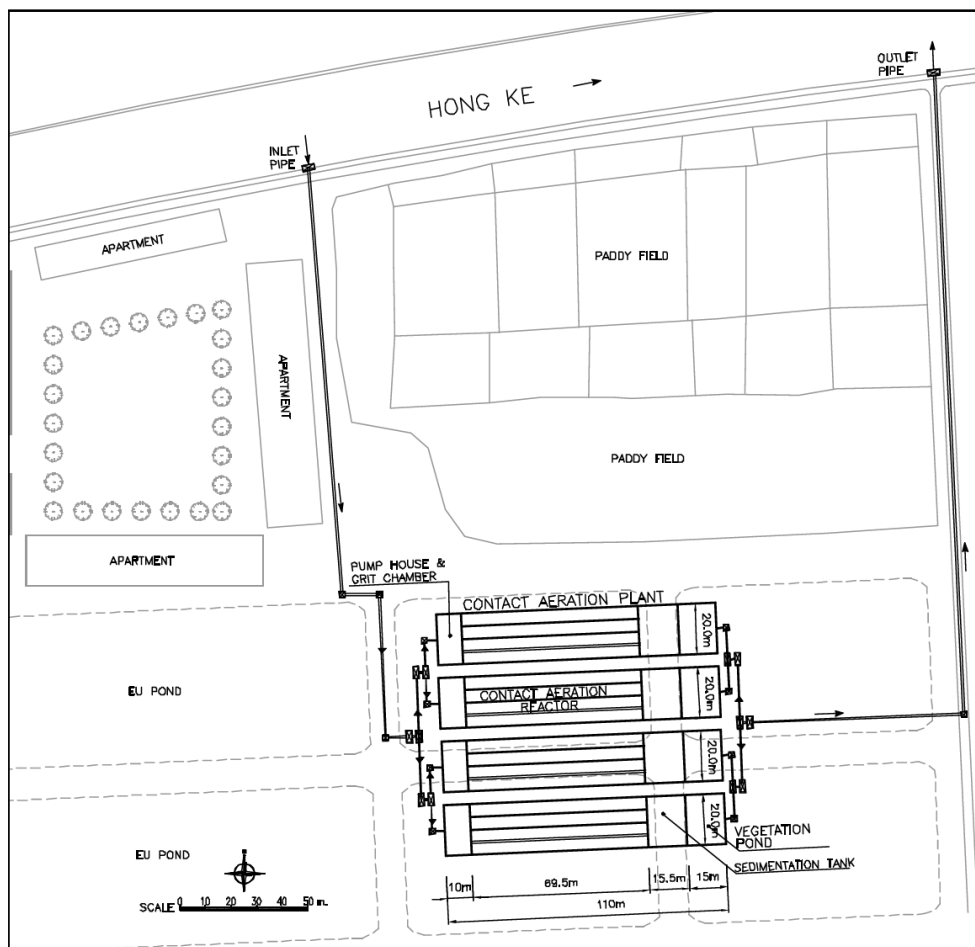 OUTLET
PIPE
HONG KE
INLET
PIPE
APARTMENT
PADDY FIELD
APARTMENT
PADDY FIELD
APARTMENT
PUMP HOUSE &
GRIT CHAMBER
CONTACT AERATION PLANT
20.0m
EU POND
CONTACT AERATION
REACTOR
20.0m
20.0m
20.0m
VEGETATION
POND
EU POND
SEDIMENTATION TANK
10m
69.5m
15.5m
15m
110m
SCALE 0 10 20 30 50 m.